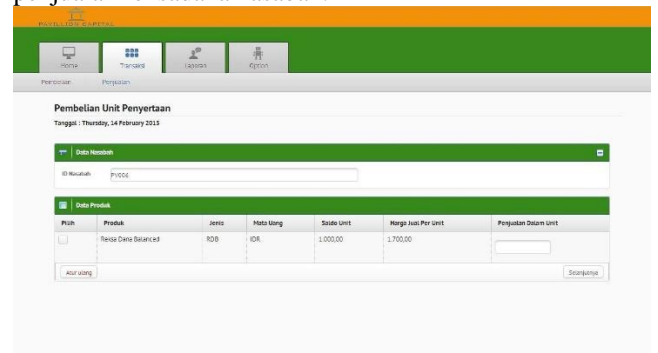 PAVILLION CAPITAL
Home Transaksi Laporan Option
Pembelian Penjualan
Pembelian Unit Penyertaan
Tanggal : Thursday, 14 February 2013
Data Nasabah
ID Nasabah
Data Produk
Pilih Produk Jenis Mata Uang Saldo Unit Harga Jual Per Unit Penjualan Dalam Unit
Reksa Dana Balanced RDB IDR 1.000,00 1.700,00
Atur ulang Selanjutnya